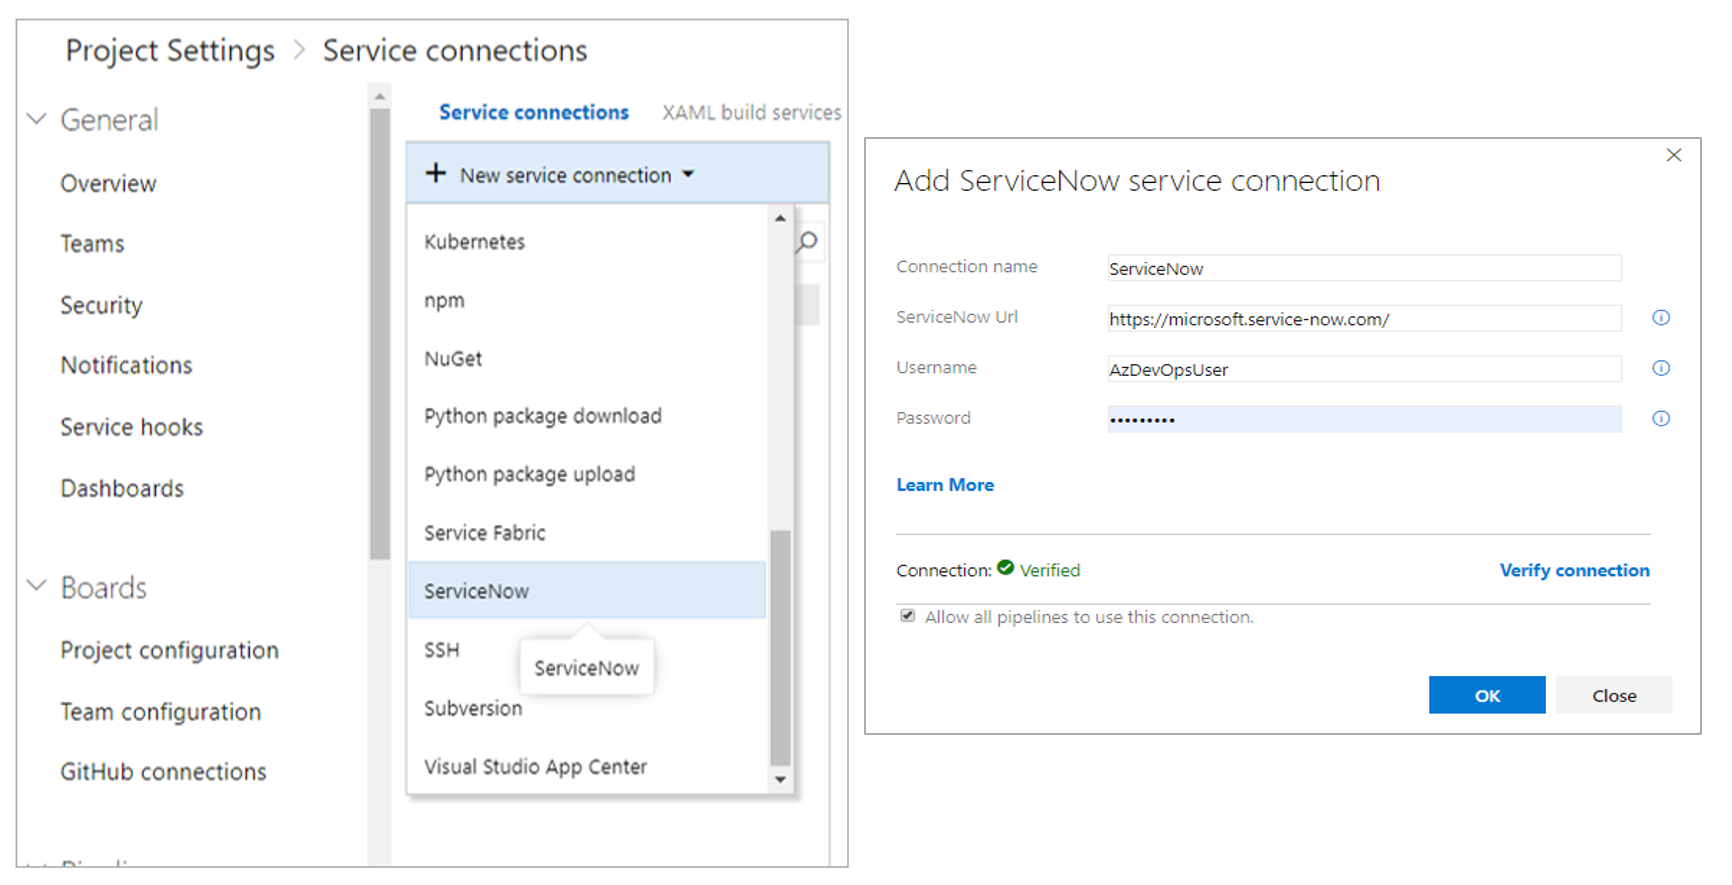 Project Settings > Service connections
General
Overview
Teams
Security
Notifications
Service hooks
Dashboards
Boards
Project configuration
Team configuration
GitHub connections
Service connections XAML build services
+ New service connection
Kubernetes
npm
NuGet
Python package download
Python package upload
Service Fabric
ServiceNow
SSH
ServiceNow
Subversion
Visual Studio App Center
Add ServiceNow service connection
Connection name ServiceNow
ServiceNow Url https://microsoft.service-now.com/
Username AzDevOpsUser
Password •••••••••
Learn More
Connection: Verified Verify connection
Allow all pipelines to use this connection.
OK Close